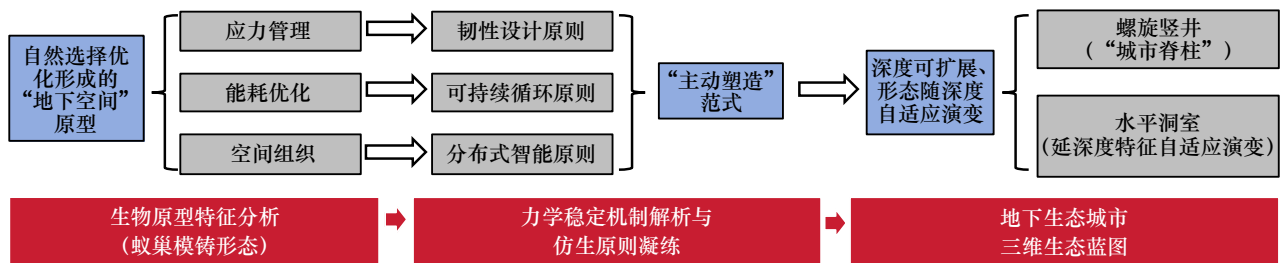 自然选择优
化形成的
“地下空间”
原型
应力管理
能耗优化
空间组织
韧性设计原则
可持续循环原则
分布式智能原则
“主动塑造”
范式
深度可扩展、
形态随深度
自适应演变
螺旋竖井
（“城市脊柱”）
水平洞室
(延深度特征自适应演变)
生物原型特征分析
(蚁巢模铸形态)
力学稳定机制解析与
仿生原则凝练
地下生态城市
三维生态蓝图